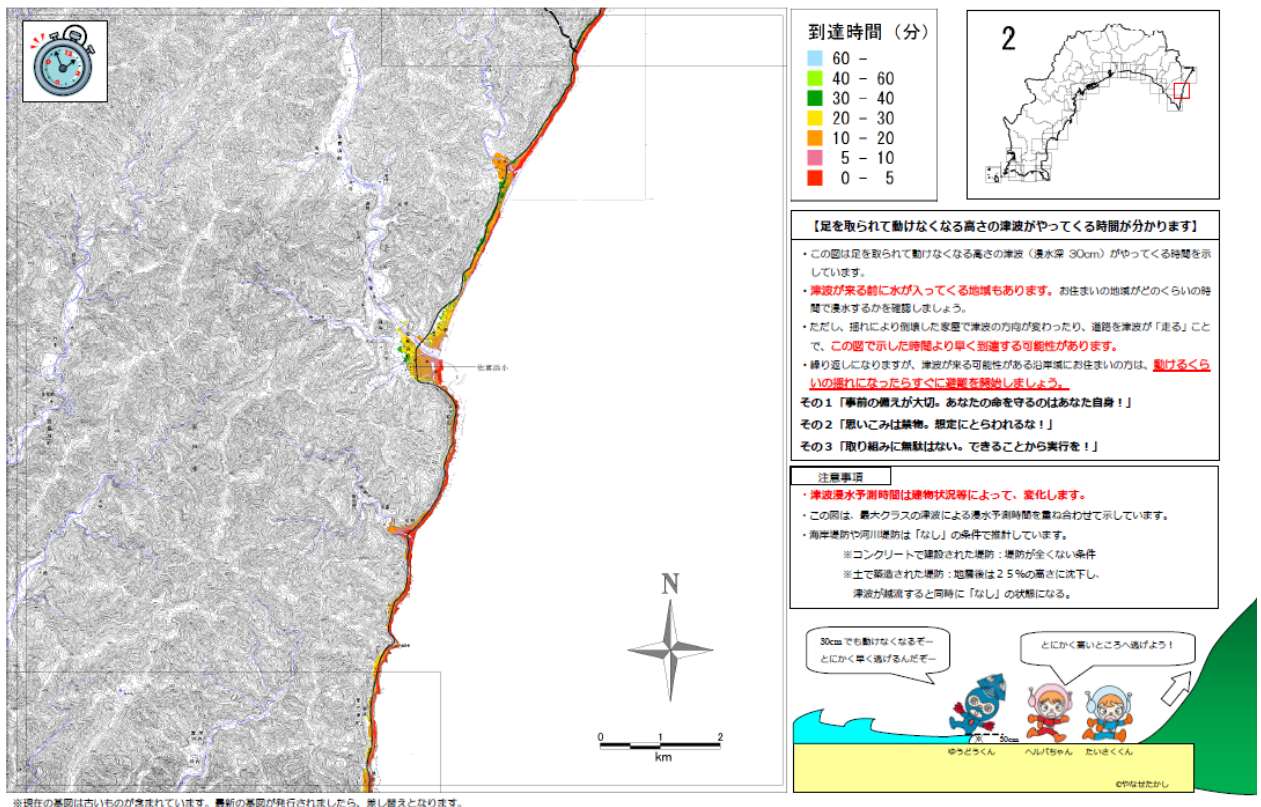 到達時間（分）
60 -
40 - 60
30 - 40
20 - 30
10 - 20
5 - 10
0 - 5
2
【足を取られて動けなくなる高さの津波がやってくる時間が分かります】
・この図は足を取られて動けなくなる高さの津波（浸水深 30cm）がやってくる時間を示
しています。
・津波が来る前に水が入ってくる地域もあります。お住まいの地域がどのくらいの時
間で浸水するかを確認しましょう。
・ただし、揺れにより倒壊した家屋で津波の方向が変わったり、道路を津波が「走る」こと
で、この図で示した時間より早く到達する可能性があります。
・繰り返しになりますが、津波が来る可能性がある沿岸域にお住まいの方は、動けるくら
いの揺れになったらすぐに避難を開始しましょう。
その１「事前の備えが大切。あなたの命を守るのはあなた自身！」
その２「思いこみは禁物。想定にとらわれるな！」
その３「取り組みに無駄はない。できることから実行を！」
注意事項
・津波浸水予測時間は建物状況等によって、変化します。
・この図は、最大クラスの津波による浸水予測時間を重ね合わせて示しています。
・海岸堤防や河川堤防は「なし」の条件で推計しています。
※コンクリートで建設された堤防：堤防が全くない条件
※土で築造された堤防：地震後は２５％の高さに沈下し、
津波が越流すると同時に「なし」の状態になる。
佐喜浜小
N
0 1 2
km
30cm でも動けなくなるぞー
とにかく早く逃げるんだぞー
とにかく高いところへ逃げよう！
※ 30cm
ゆうどうくん ヘルパちゃん たいさくくん
©やなせたかし
※現在の基図は古いものが含まれています。最新の基図が発行されましたら、差し替えとなります。